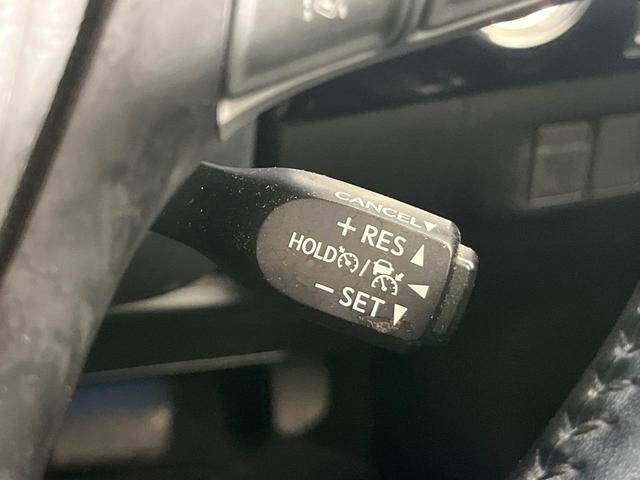 CANCEL▼
+ RES ▲
HOLD / ◀
− SET ▼